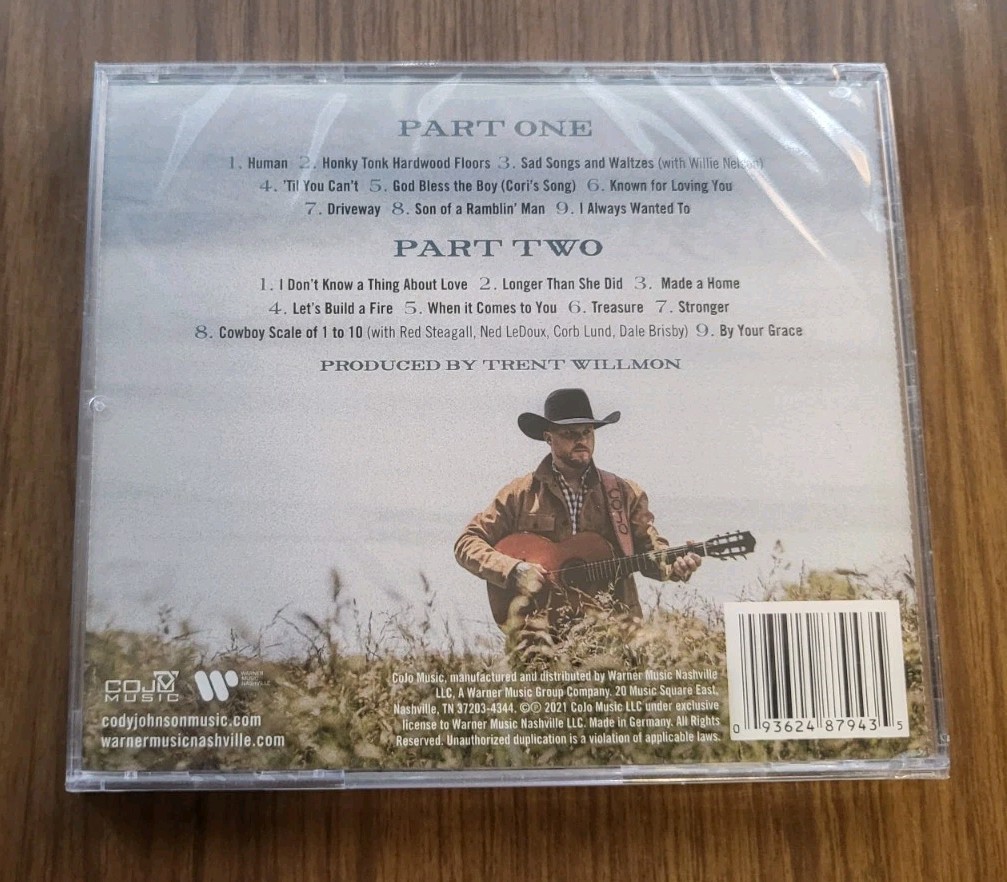 PART ONE
1. Human 2. Honky Tonk Hardwood Floors 3. Sad Songs and Waltzes (with Willie Nelson)
4. 'Til You Can't 5. God Bless the Boy (Cori's Song) 6. Known for Loving You
7. Driveway 8. Son of a Ramblin' Man 9. I Always Wanted To
PART TWO
1. I Don't Know a Thing About Love 2. Longer Than She Did 3. Made a Home
4. Let's Build a Fire 5. When it Comes to You 6. Treasure 7. Stronger
8. Cowboy Scale of 1 to 10 (with Red Steagall, Ned LeDoux, Corb Lund, Dale Brisby) 9. By Your Grace
PRODUCED BY TRENT WILLMON
COJO
MUSIC
WARNER
MUSIC
NASHVILLE
codyjohnsonmusic.com
warnermusicnashville.com
CoJo Music, manufactured and distributed by Warner Music Nashville
LLC, A Warner Music Group Company. 20 Music Square East,
Nashville, TN 37203-4344. ©℗ 2021 CoJo Music LLC under exclusive
license to Warner Music Nashville LLC. Made in Germany. All Rights
Reserved. Unauthorized duplication is a violation of applicable laws.
0 93624 87943 5